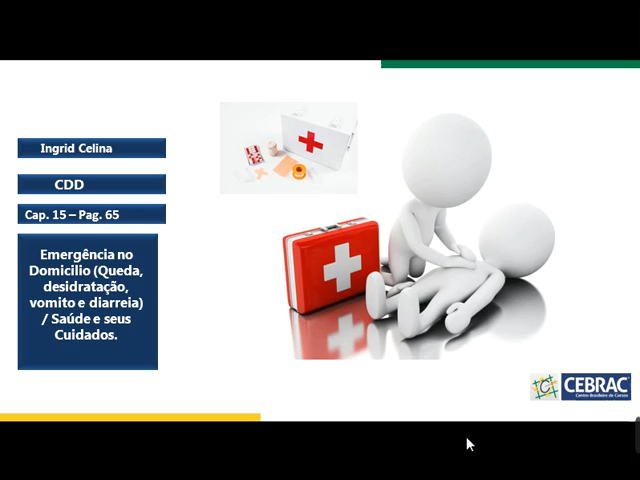 Ingrid Celina
CDD
Cap. 15 – Pag. 65
Emergência no
Domicilio (Queda,
desidratação,
vomito e diarreia)
/ Saúde e seus
Cuidados.
CEBRAC
Centro Brasileiro de Cursos